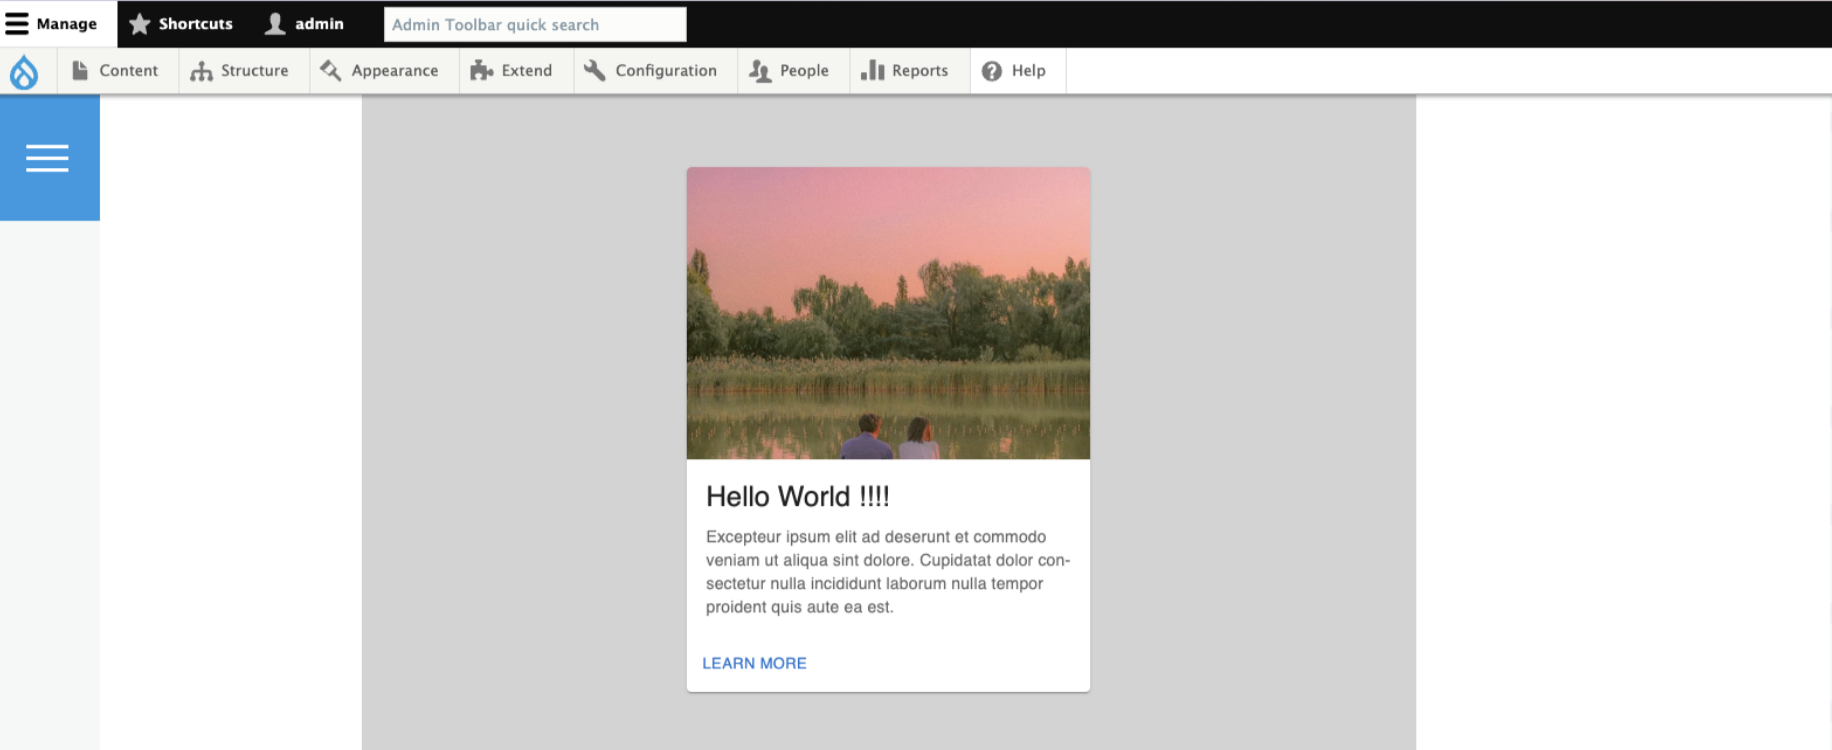 Manage Shortcuts admin Admin Toolbar quick search
Content Structure Appearance Extend Configuration People Reports Help
Hello World !!!!
Excepteur ipsum elit ad deserunt et commodo
veniam ut aliqua sint dolore. Cupidatat dolor con-
sectetur nulla incididunt laborum nulla tempor
proident quis aute ea est.
LEARN MORE